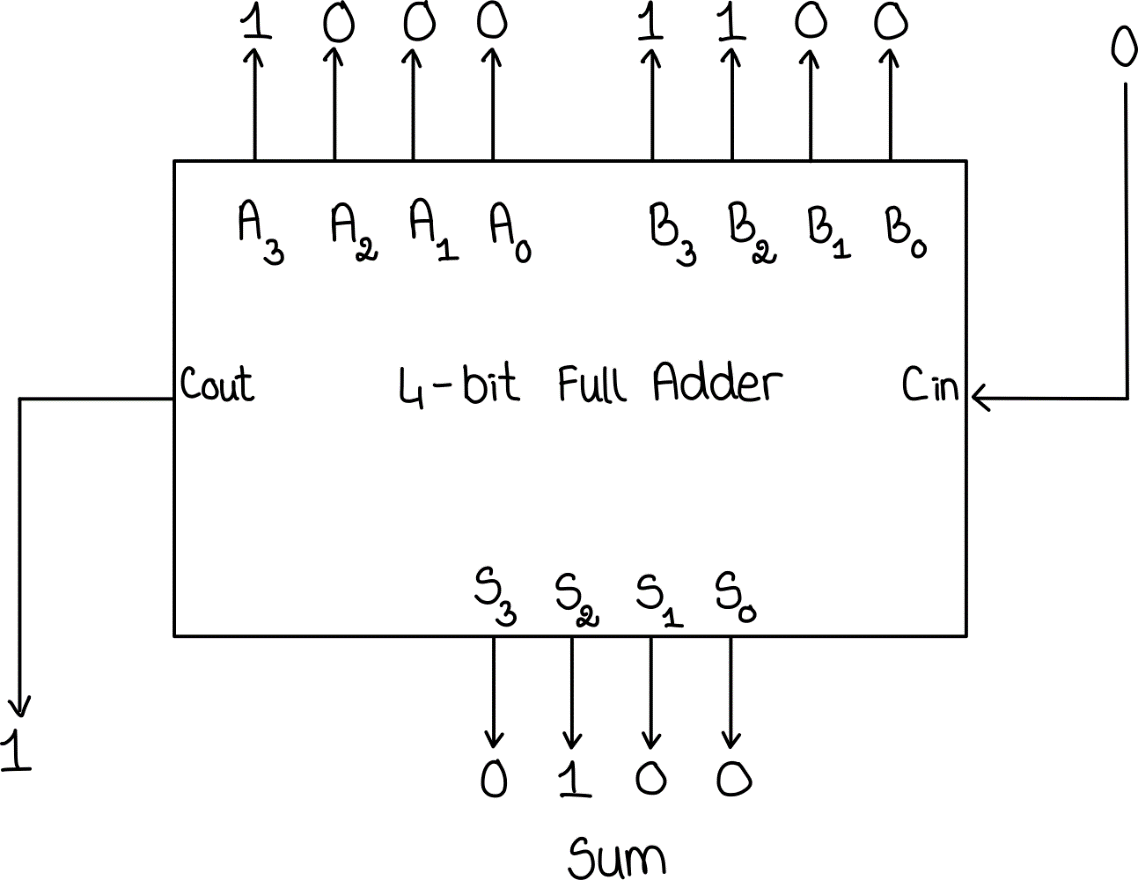 1 0 0 0 1 1 0 0 0
A3 A2 A1 A0 B3 B2 B1 B0
Cout 4-bit Full Adder Cin
S3 S2 S1 S0
1
0 1 0 0
Sum